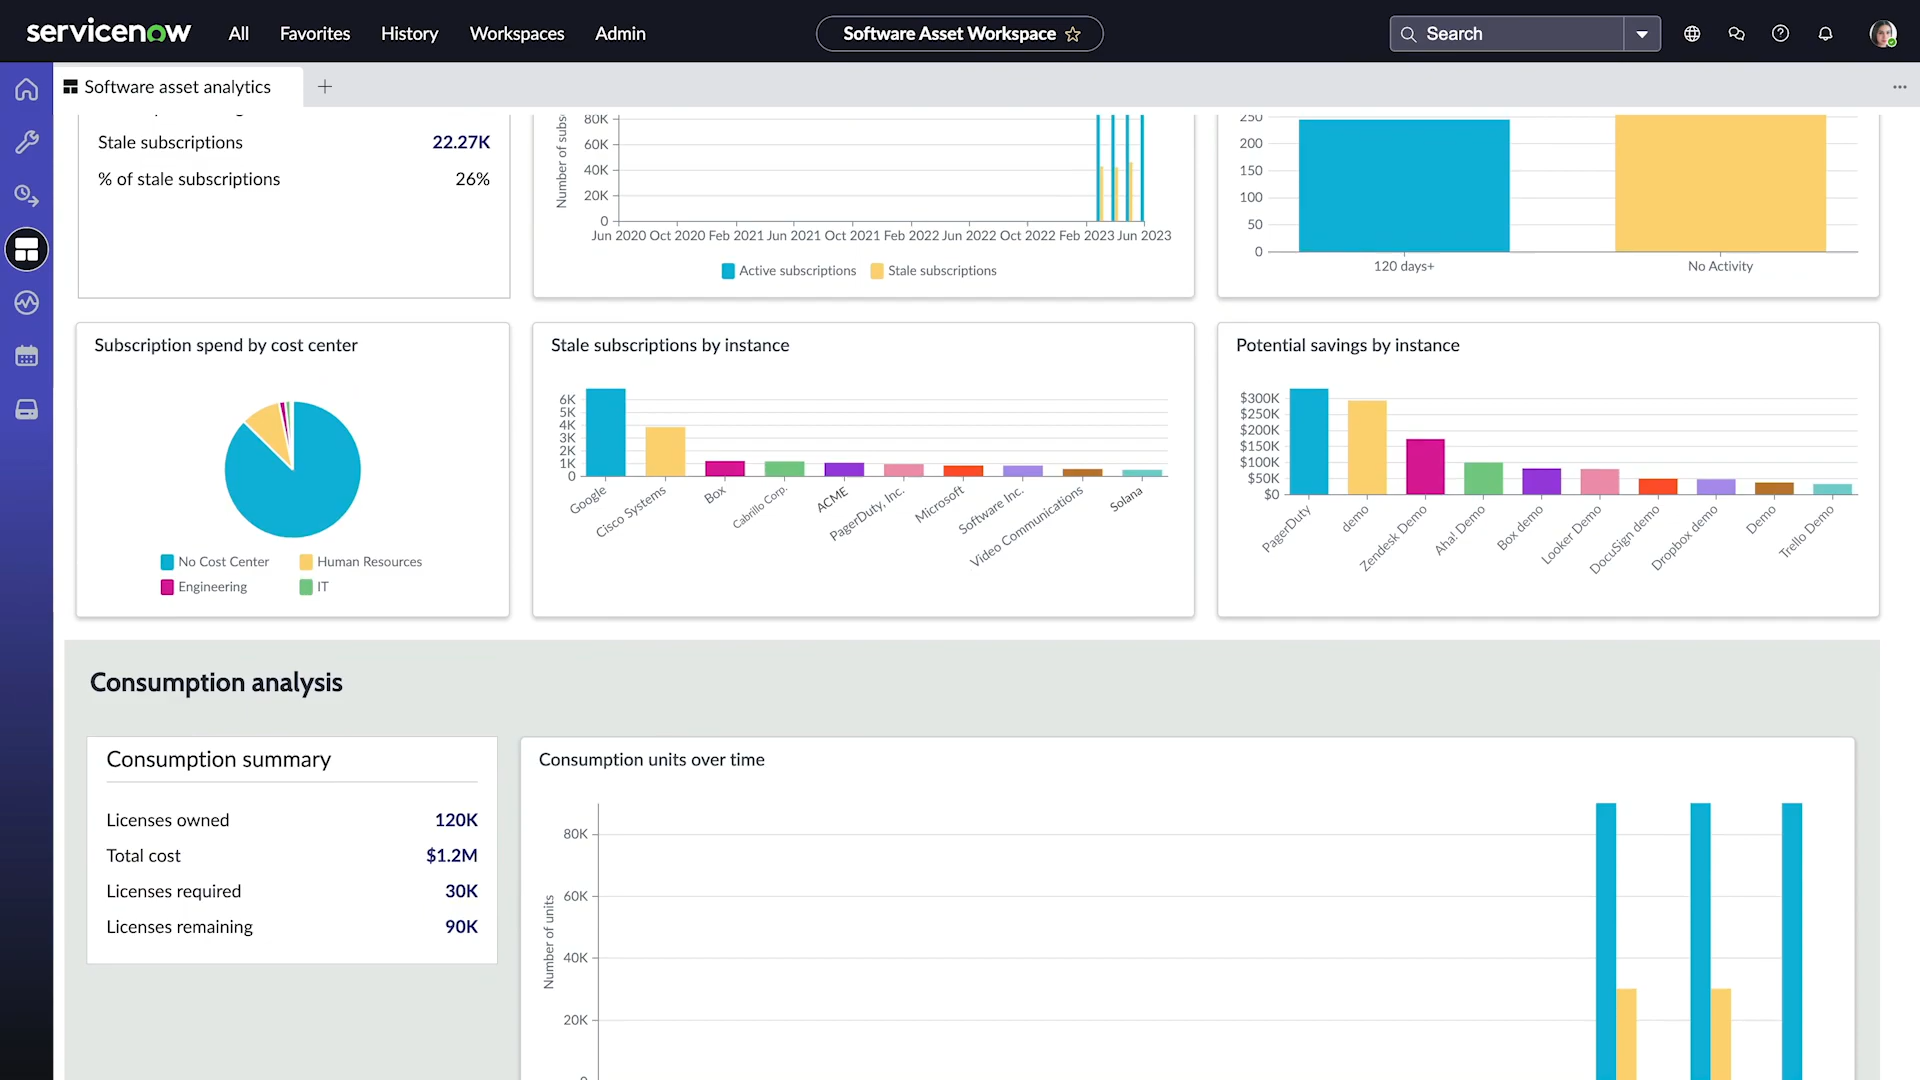 servicenow
All Favorites History Workspaces Admin
Software Asset Workspace
Search
Software asset analytics
Stale subscriptions 22.27K
% of stale subscriptions 26%
Number of subs
80K
60K
40K
20K
0
Jun 2020 Oct 2020 Feb 2021 Jun 2021 Oct 2021 Feb 2022 Jun 2022 Oct 2022 Feb 2023 Jun 2023
Active subscriptions Stale subscriptions
250
200
150
100
50
0
120 days+ No Activity
Subscription spend by cost center
No Cost Center Human Resources
Engineering IT
Stale subscriptions by instance
6K
5K
4K
3K
2K
1K
0
Google Cisco Systems Box Cabrillo Corp. ACME PagerDuty, Inc. Microsoft Software Inc. Video Communications Solana
Potential savings by instance
$300K
$250K
$200K
$150K
$100K
$50K
$0
PagerDuty demo Zendesk Demo Aha! Demo Box demo Looker Demo DocuSign demo Dropbox demo Demo Trello Demo
Consumption analysis
Consumption summary
Licenses owned 120K
Total cost $1.2M
Licenses required 30K
Licenses remaining 90K
Consumption units over time
Number of units
80K
60K
40K
20K